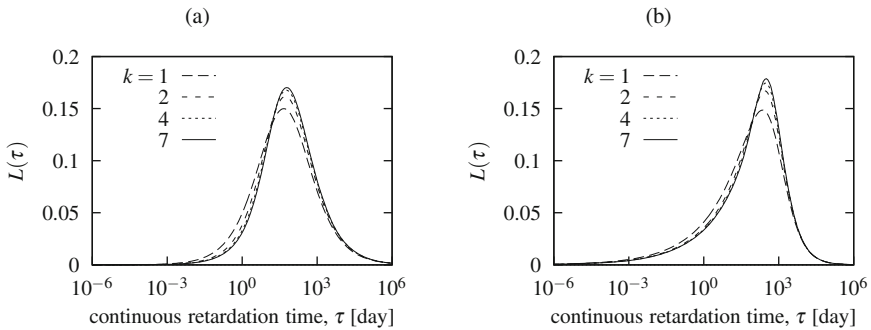 (a)
L(τ)
0.2
0.15
0.1
0.05
0
k = 1
2
4
7
10⁻⁶ 10⁻³ 10⁰ 10³ 10⁶
continuous retardation time, τ [day]
(b)
L(τ)
0.2
0.15
0.1
0.05
0
k = 1
2
4
7
10⁻⁶ 10⁻³ 10⁰ 10³ 10⁶
continuous retardation time, τ [day]